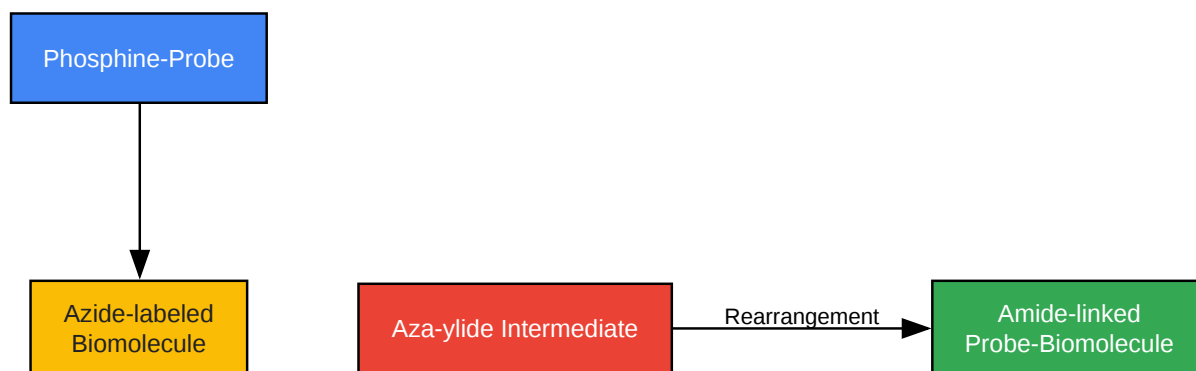 Phosphine-Probe
Azide-labeled
Biomolecule
Aza-ylide Intermediate
Rearrangement
Amide-linked
Probe-Biomolecule